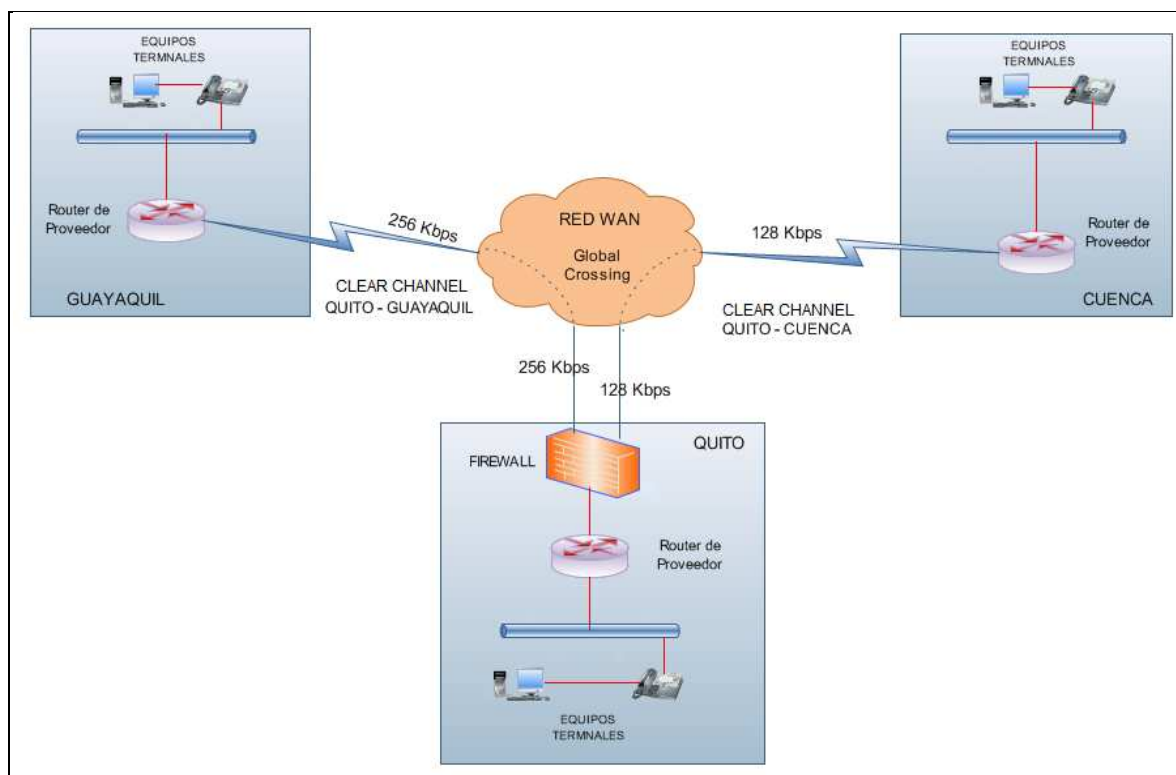 EQUIPOS
TERMNALES
Router de
Proveedor
GUAYAQUIL
256 Kbps
CLEAR CHANNEL
QUITO - GUAYAQUIL
RED WAN
Global
Crossing
128 Kbps
CLEAR CHANNEL
QUITO - CUENCA
EQUIPOS
TERMNALES
Router de
Proveedor
CUENCA
256 Kbps
128 Kbps
QUITO
FIREWALL
Router de
Proveedor
EQUIPOS
TERMNALES